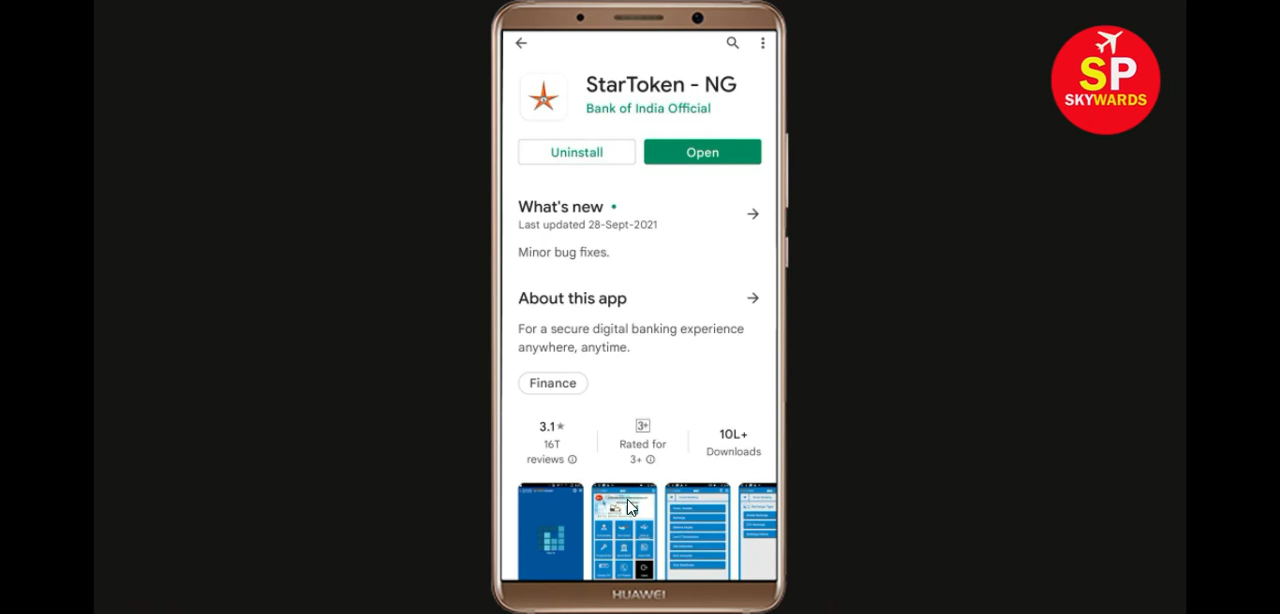 StarToken - NG
Bank of India Official
Uninstall
Open
What's new
Last updated 28-Sept-2021
Minor bug fixes.
About this app
For a secure digital banking experience
anywhere, anytime.
Finance
3.1★
16T
reviews
3+
Rated for
3+
10L+
Downloads
HUAWEI
SP
SKYWARDS